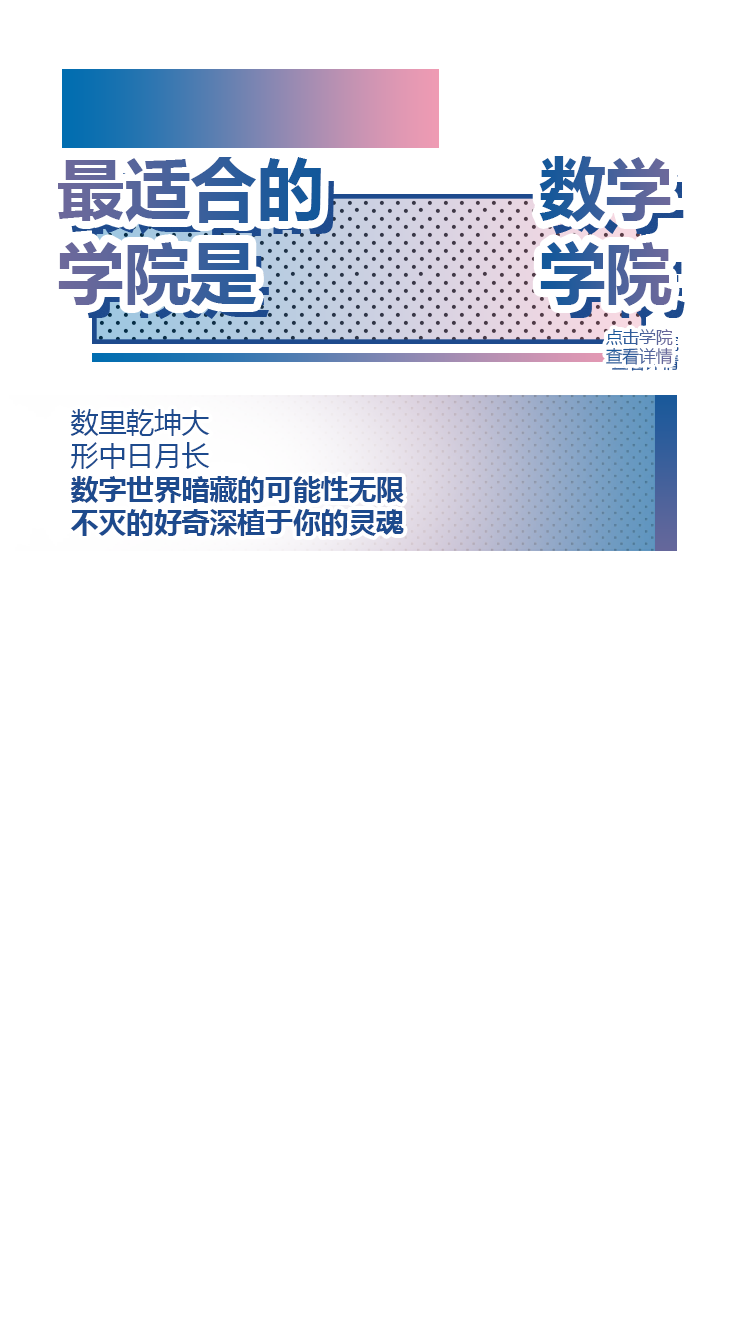 最适合的
学院是
数学
学院
点击学院
查看详情
数里乾坤大
形中日月长
数字世界暗藏的可能性无限
不灭的好奇深植于你的灵魂